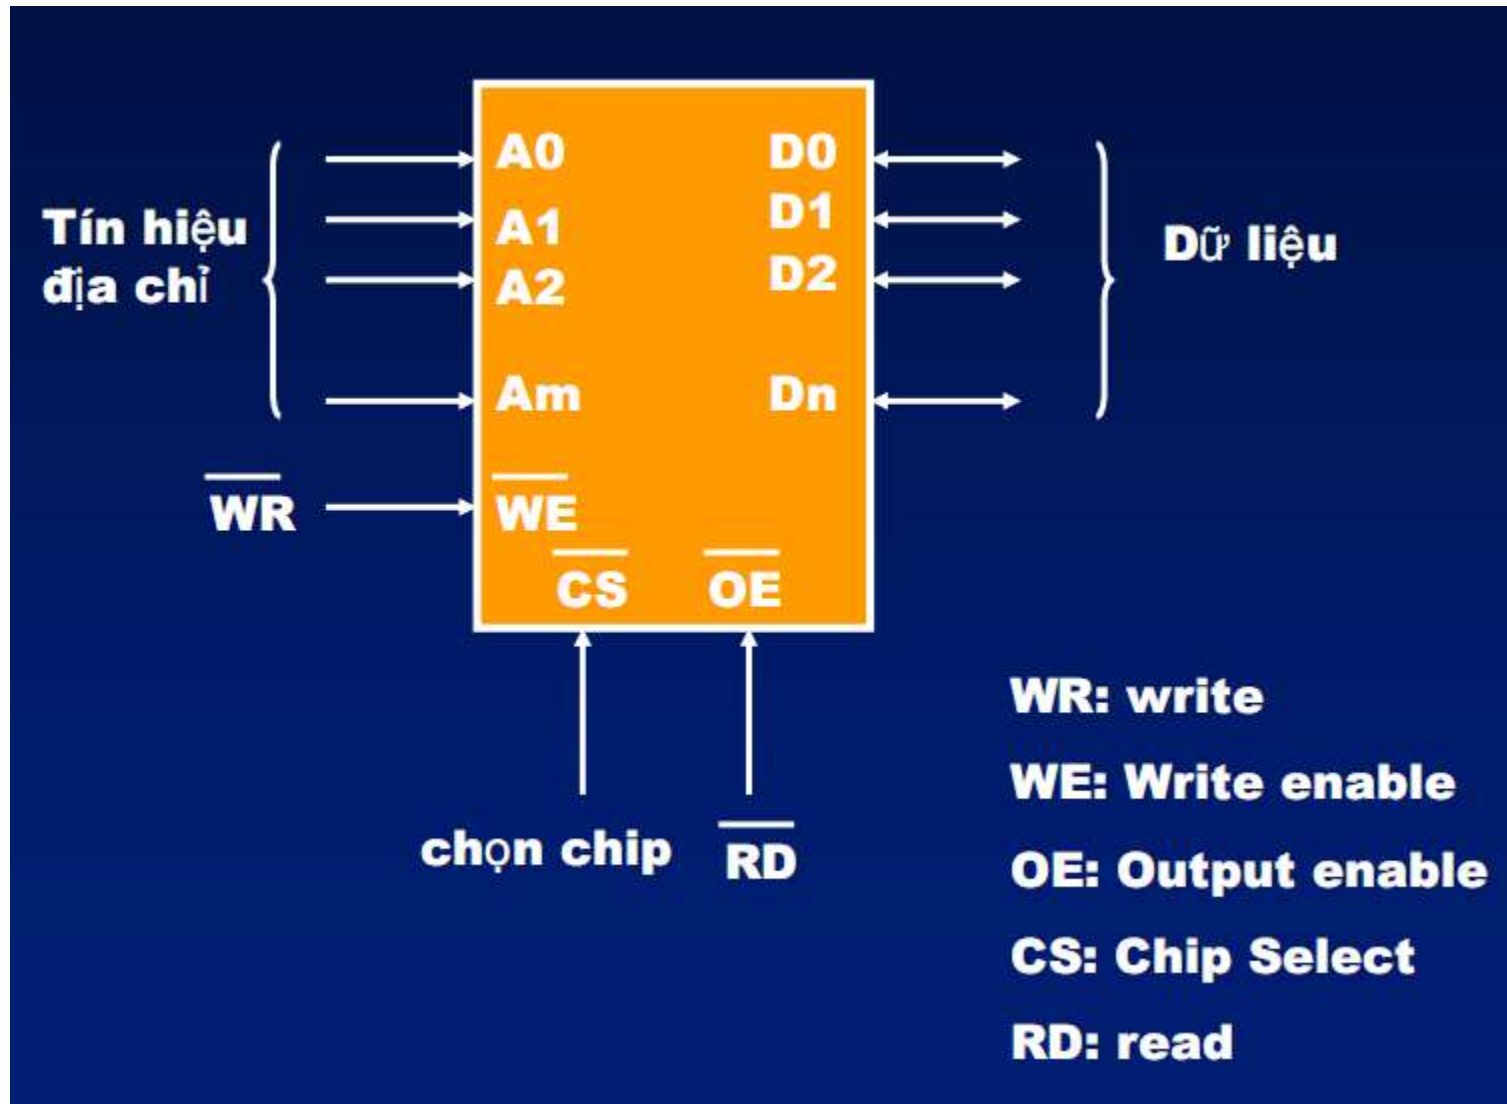 Tín hiệu
địa chỉ
A0
A1
A2
Am
D0
D1
D2
Dn
Dữ liệu
WR
WE
CS
OE
chọn chip
RD
WR: write
WE: Write enable
OE: Output enable
CS: Chip Select
RD: read